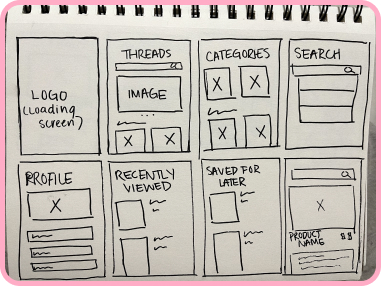 LOGO
(Loading
screen)
THREADS
IMAGE
...
CATEGORIES
SEARCH
PROFILE
RECENTLY
VIEWED
SAVED FOR
LATER
PRODUCT
NAME
$$